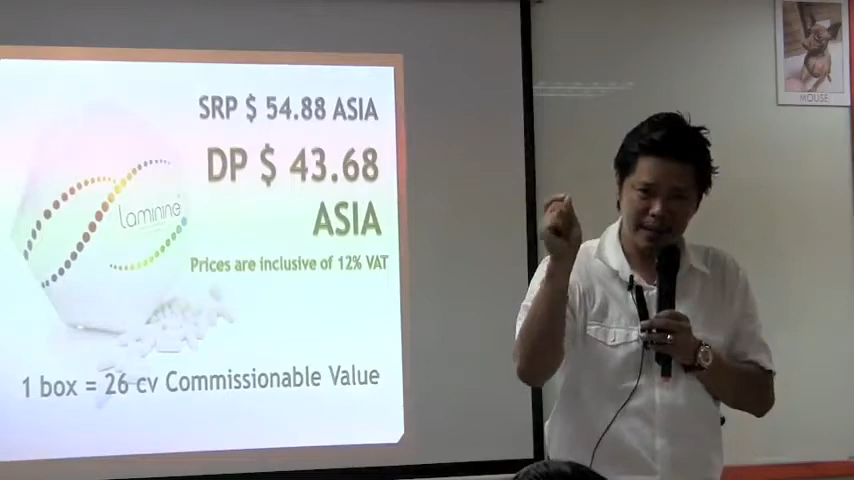 SRP $ 54.88 ASIA
DP $ 43.68
ASIA
laminine
Prices are inclusive of 12% VAT
1 box = 26 cv Commissionable Value
MOUSE